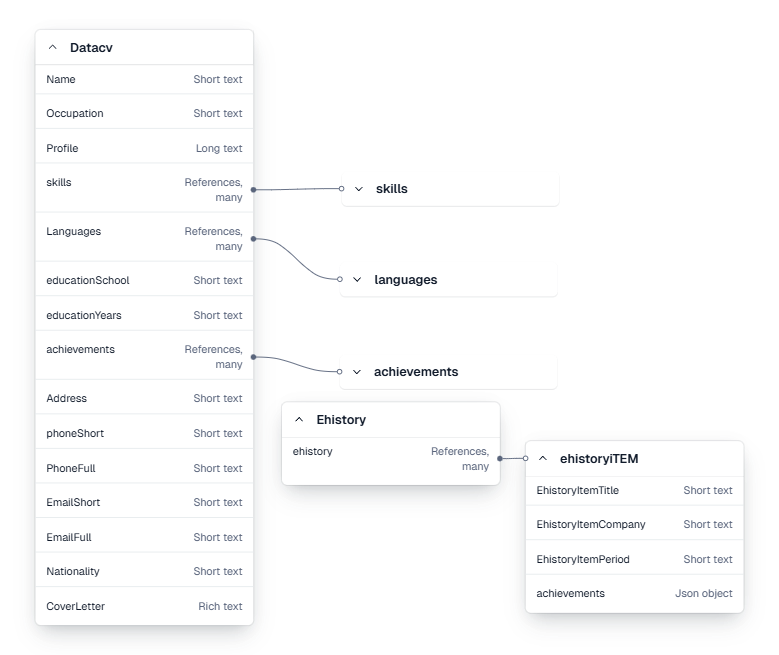 Datacv
Name Short text
Occupation Short text
Profile Long text
skills References,
many
Languages References,
many
educationSchool Short text
educationYears Short text
achievements References,
many
Address Short text
phoneShort Short text
PhoneFull Short text
EmailShort Short text
EmailFull Short text
Nationality Short text
CoverLetter Rich text
skills
languages
achievements
Ehistory
ehistory References,
many
ehistoryiTEM
EhistoryItemTitle Short text
EhistoryItemCompany Short text
EhistoryItemPeriod Short text
achievements Json object